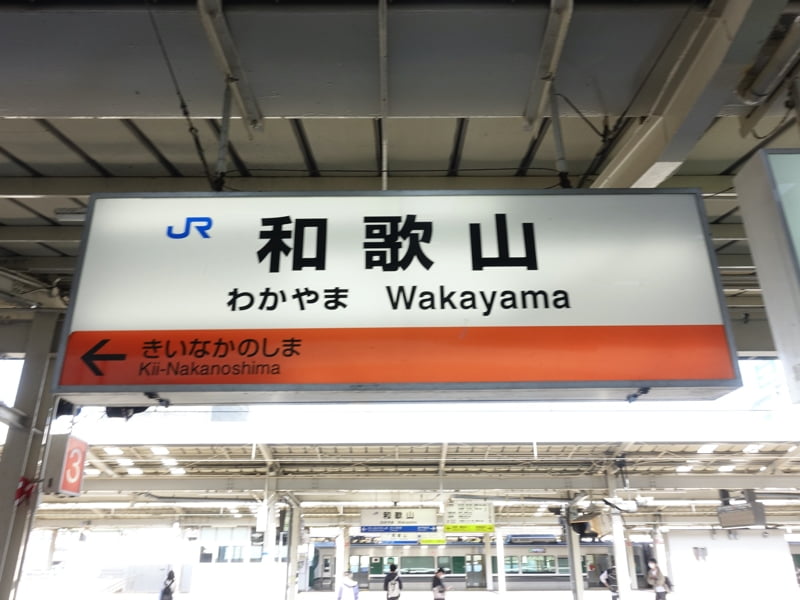 JR 和歌山
わかやま Wakayama
← きいなかのしま
Kii-Nakanoshima
3
和歌山